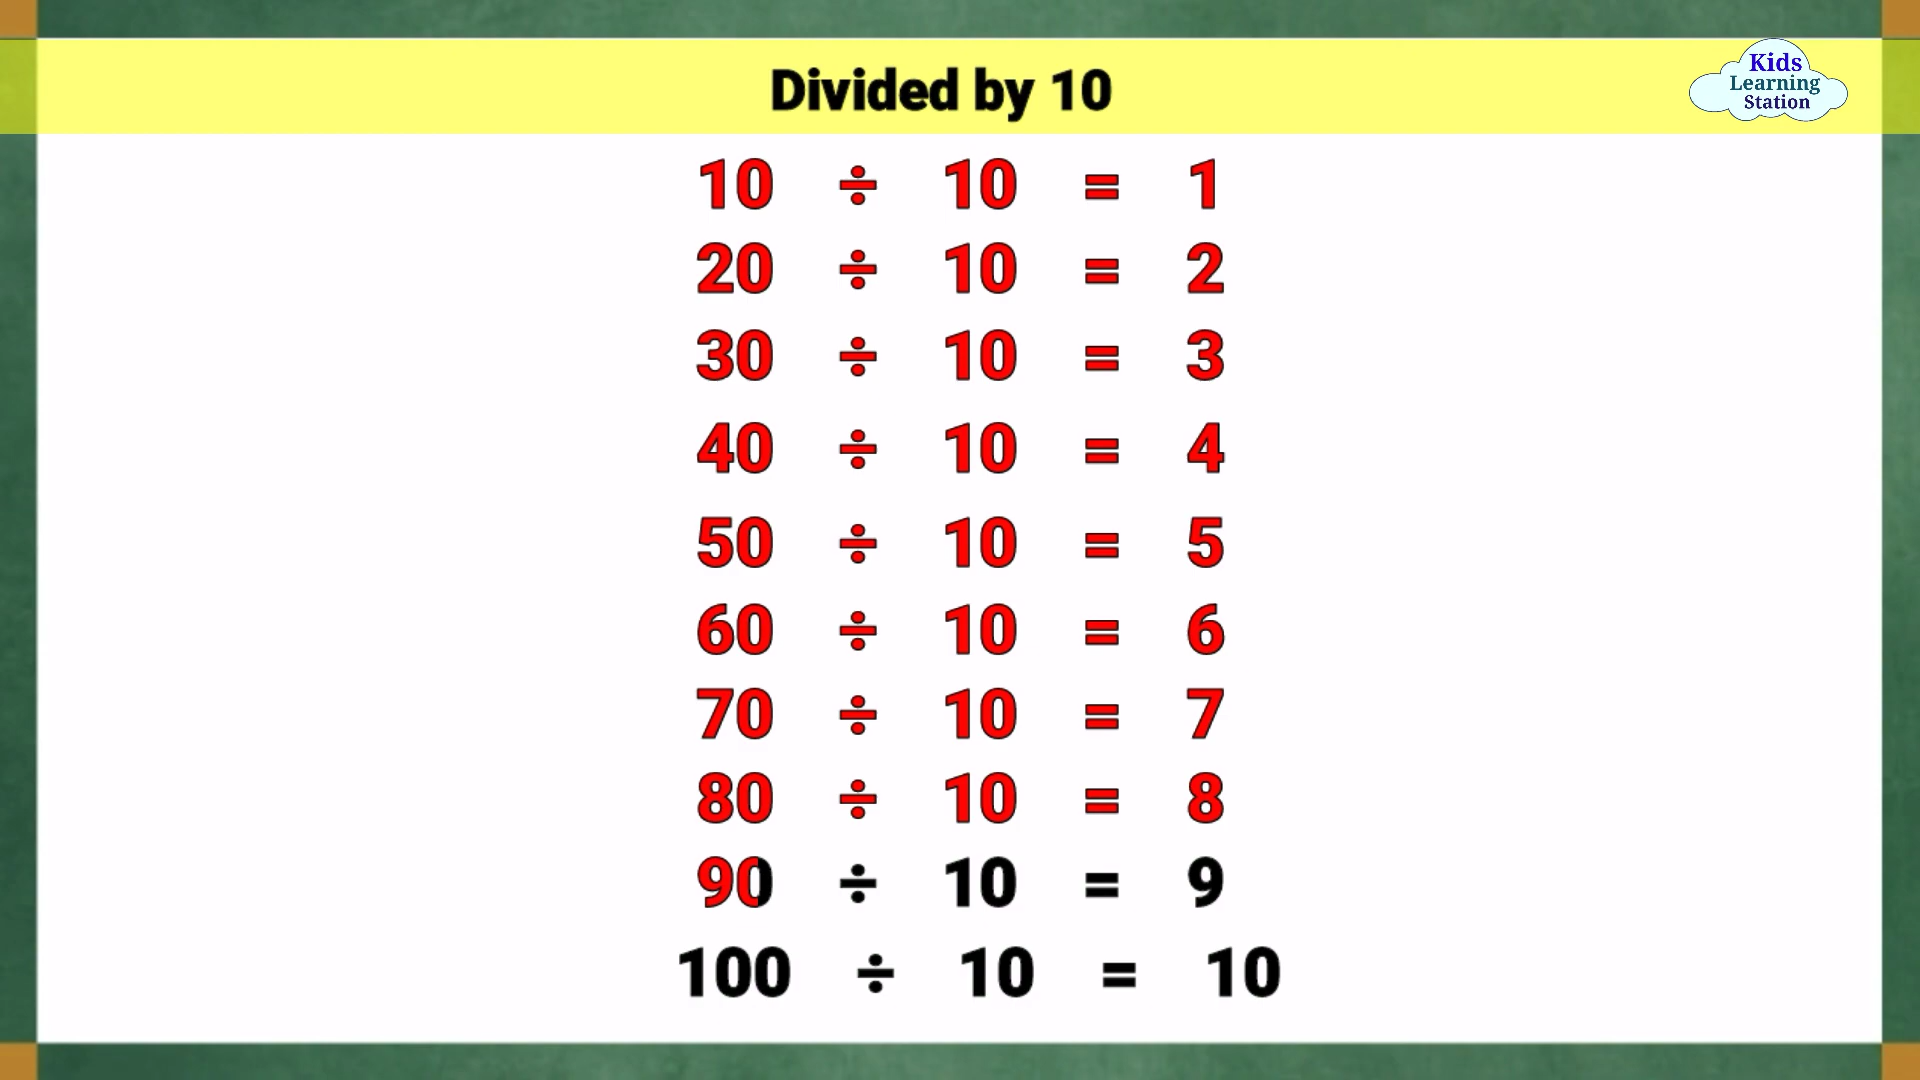 Divided by 10
Kids
Learning
Station
10 ÷ 10 = 1
20 ÷ 10 = 2
30 ÷ 10 = 3
40 ÷ 10 = 4
50 ÷ 10 = 5
60 ÷ 10 = 6
70 ÷ 10 = 7
80 ÷ 10 = 8
90 ÷ 10 = 9
100 ÷ 10 = 10